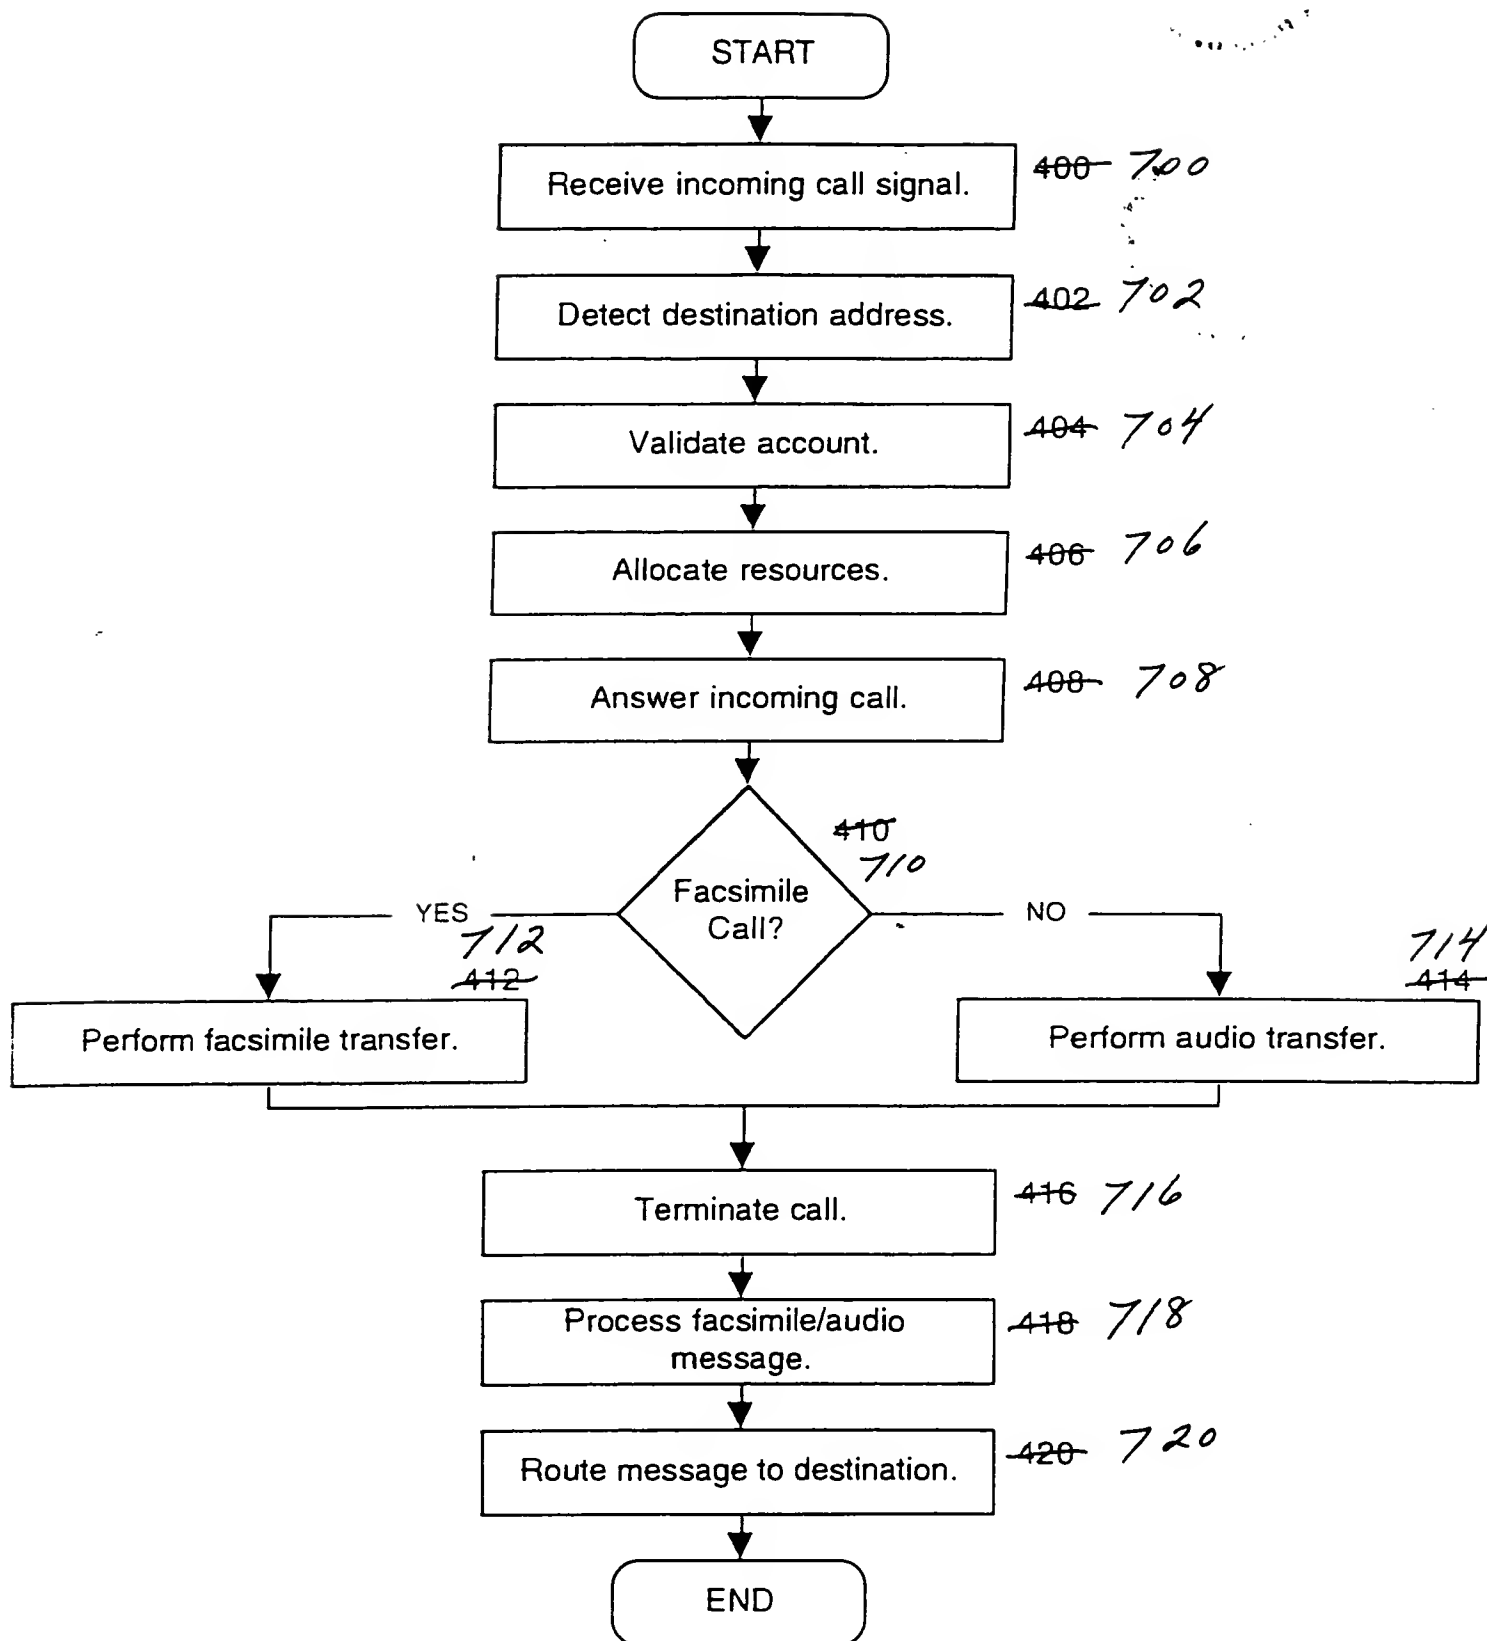 START
Receive incoming call signal.
400 700
Detect destination address.
402 702
Validate account.
404 704
Allocate resources.
406 706
Answer incoming call.
408 708
410
710
Facsimile
Call?
YES
NO
712
412
714
414
Perform facsimile transfer.
Perform audio transfer.
Terminate call.
416 716
Process facsimile/audio
message.
418 718
Route message to destination.
420 720
END